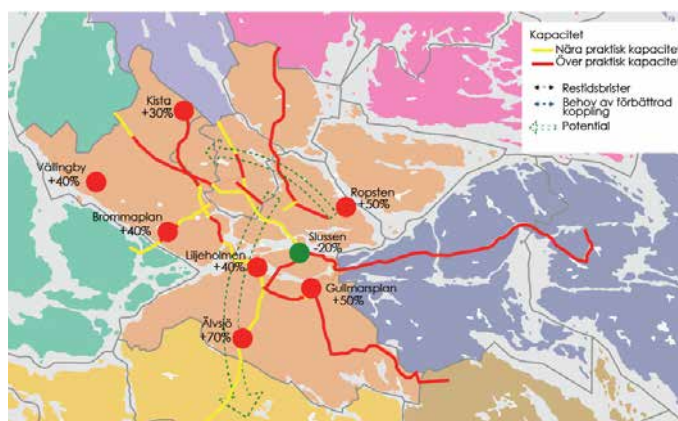 Kapacitet
Nära praktisk kapacitet
Över praktisk kapacitet
Restidsbrister
Behov av förbättrad
koppling
Potential
Kista
+30%
Vällingby
+40%
Ropsten
+50%
Brommaplan
+40%
Slussen
-20%
Liljeholmen
+40%
Gullmarsplan
+50%
Älvsjö
+70%